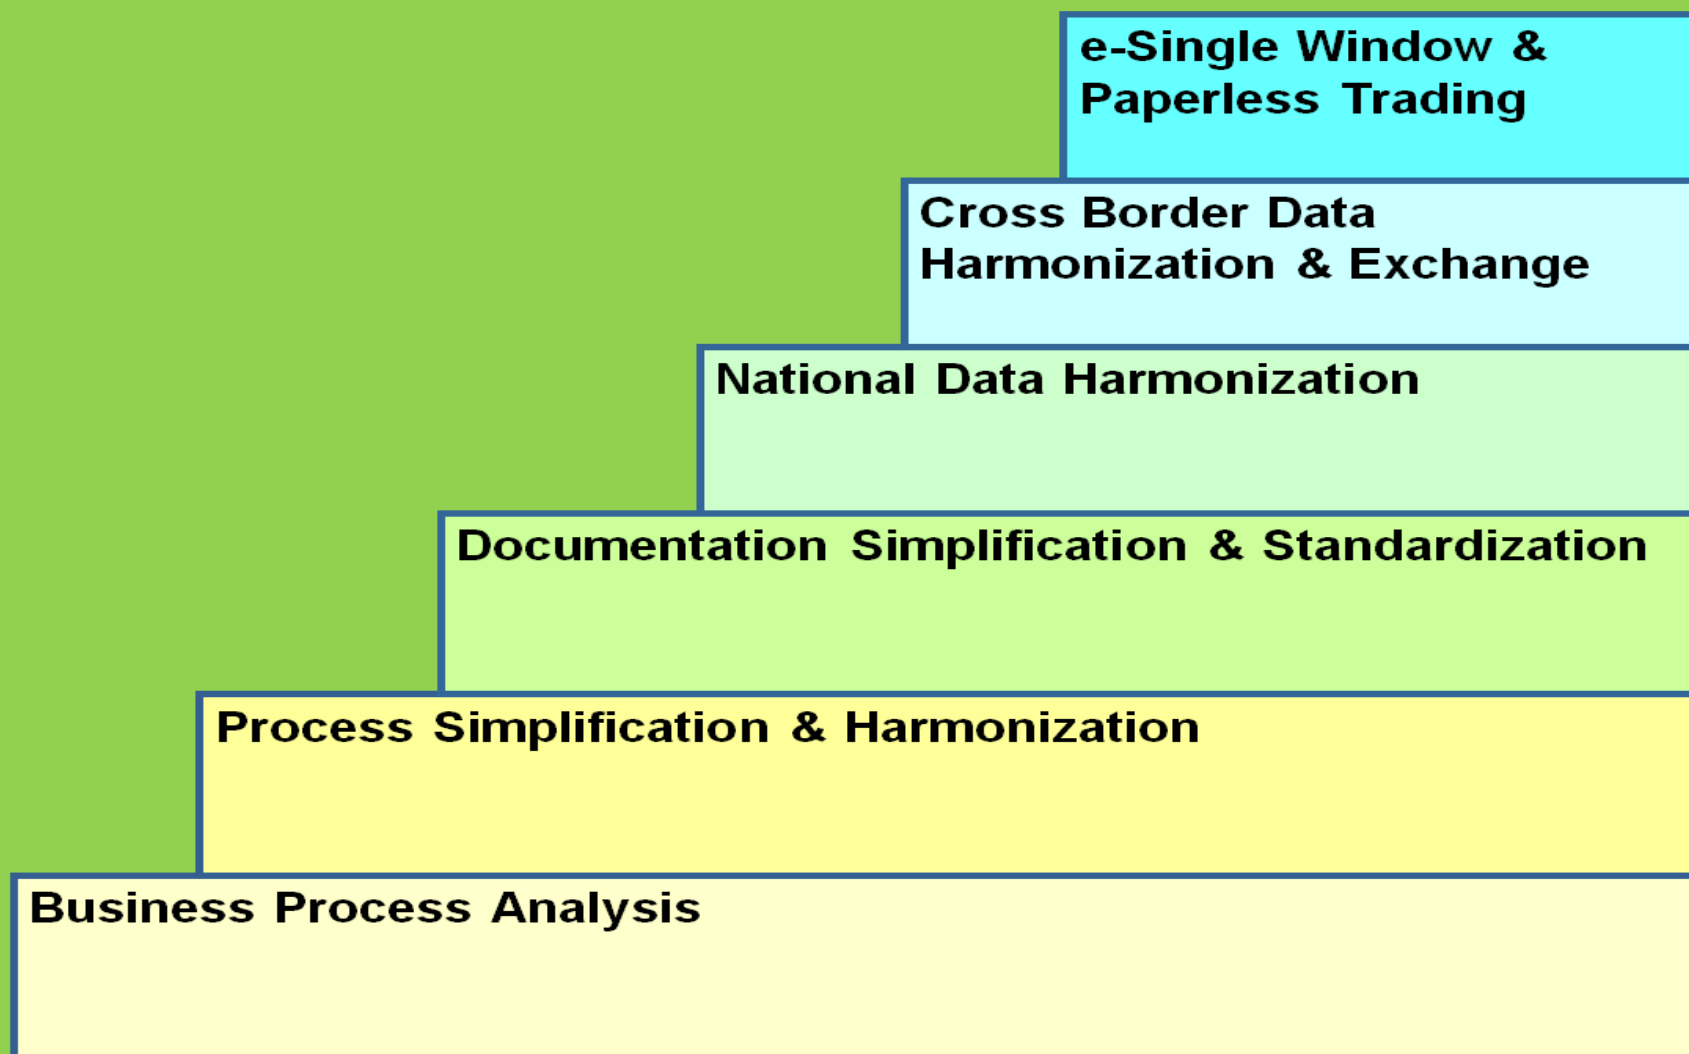 e-Single Window &
Paperless Trading
Cross Border Data
Harmonization & Exchange
National Data Harmonization
Documentation Simplification & Standardization
Process Simplification & Harmonization
Business Process Analysis